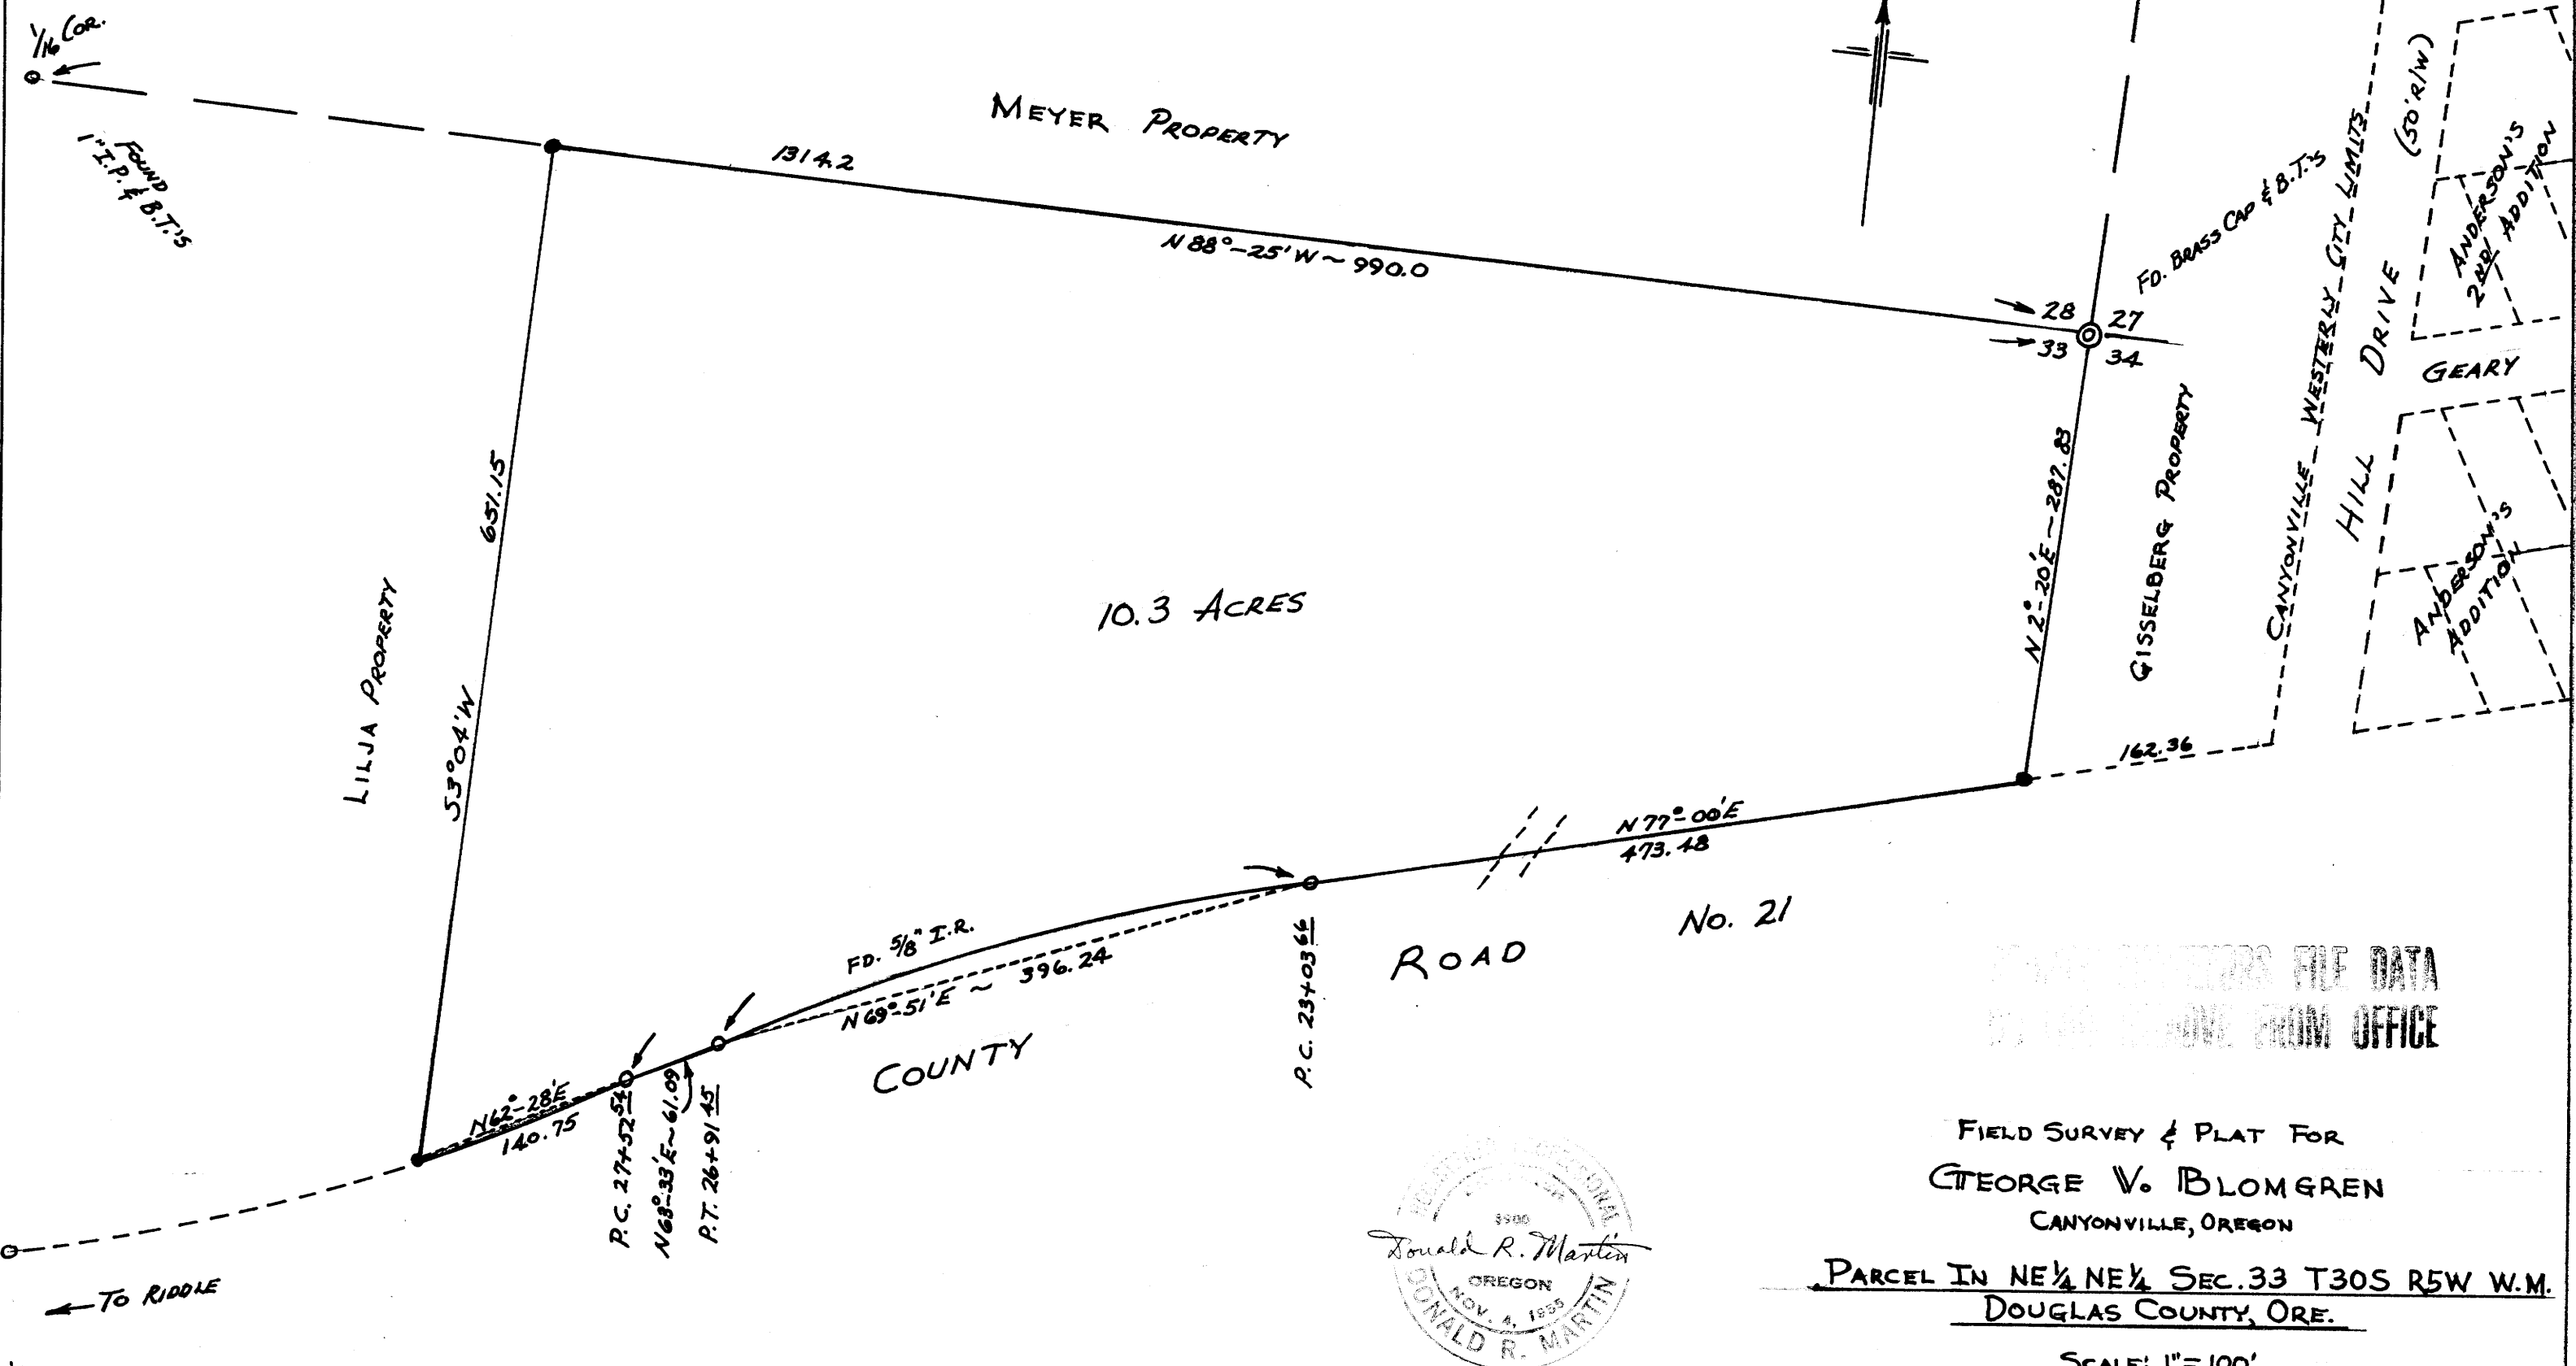 1/16 COR.
FOUND
1" I.P. & B.T.'S
MEYER PROPERTY
1314.2
N 88°-25' W ~ 990.0
28 27
33 34
FD. BRASS CAP & B.T.'S
CANYONVILLE WESTERLY CITY LIMITS
HILL DRIVE (50' R/W)
ANDERSON'S
2ND ADDITION
GEARY
ANDERSON'S
ADDITION
GISSELBERG PROPERTY
N 2°-20' E ~ 287.83
162.36
651.15
S 3°04' W
LILJA PROPERTY
10.3 ACRES
N 77°-00' E
473.48
FD. 5/8" I.R.
N 69°-51' E ~ 396.24
P.C. 23+03 66
COUNTY ROAD No. 21
N 62°-28' E
140.75
P.C. 27+52 54
N 68°-33' E ~ 61.09
P.T. 26+91 45
← TO RIDDLE
FILE DATA
FROM OFFICE
Donald R. Martin
OREGON
NOV. 4, 1955
DONALD R. MARTIN
FIELD SURVEY & PLAT FOR
GEORGE V. BLOMGREN
CANYONVILLE, OREGON
PARCEL IN NE¼ NE¼ SEC. 33 T30S R5W W.M.
DOUGLAS COUNTY, ORE.
SCALE: 1" = 100'